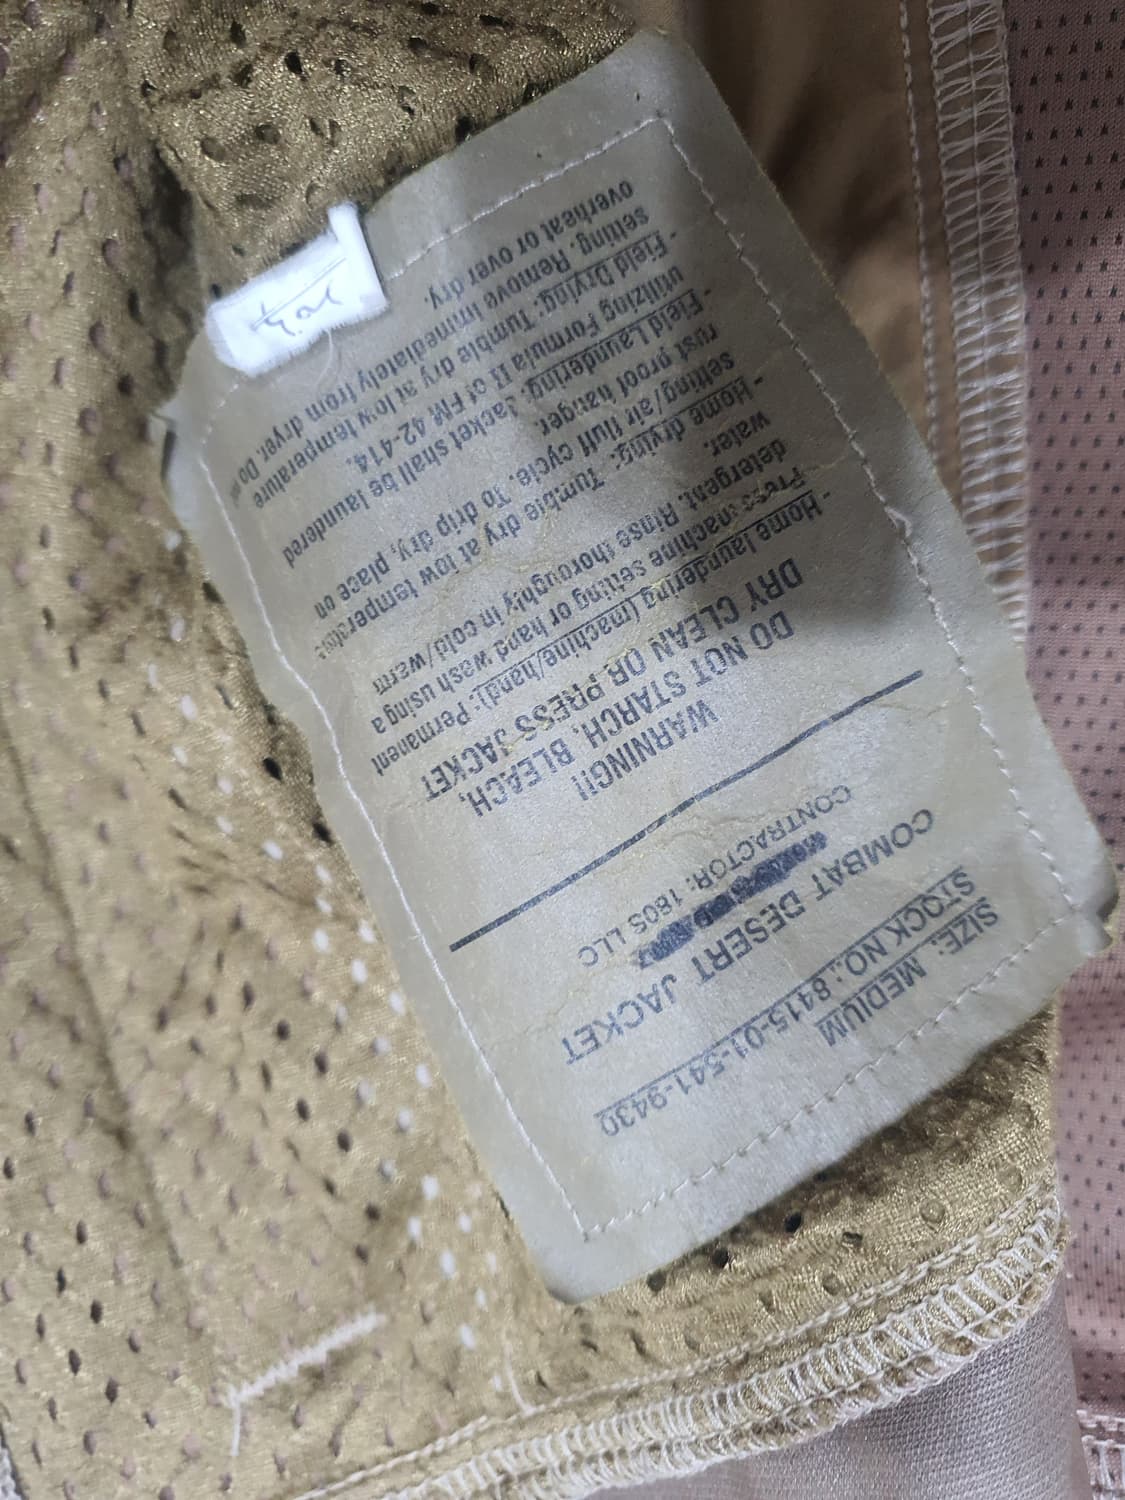 SIZE: MEDIUM
STOCK NO.: 8415-01-541-9430
COMBAT DESERT JACKET
CONTRACTOR: 1805 LLC
WARNING!!
DO NOT STARCH, BLEACH,
DRY CLEAN OR PRESS JACKET
- Home laundering (machine/hand): Permanent
Press machine setting or hand wash using a
detergent. Rinse thoroughly in cold/warm
water.
- Home drying: Tumble dry at low temperature
setting/air fluff cycle. To drip dry, place on
rust proof hanger.
- Field Laundering: Jacket shall be laundered
utilizing Formula II of FM 42-414.
- Field Drying: Tumble dry at low temperature
setting. Remove immediately from dryer. Do not
overheat or over dry.